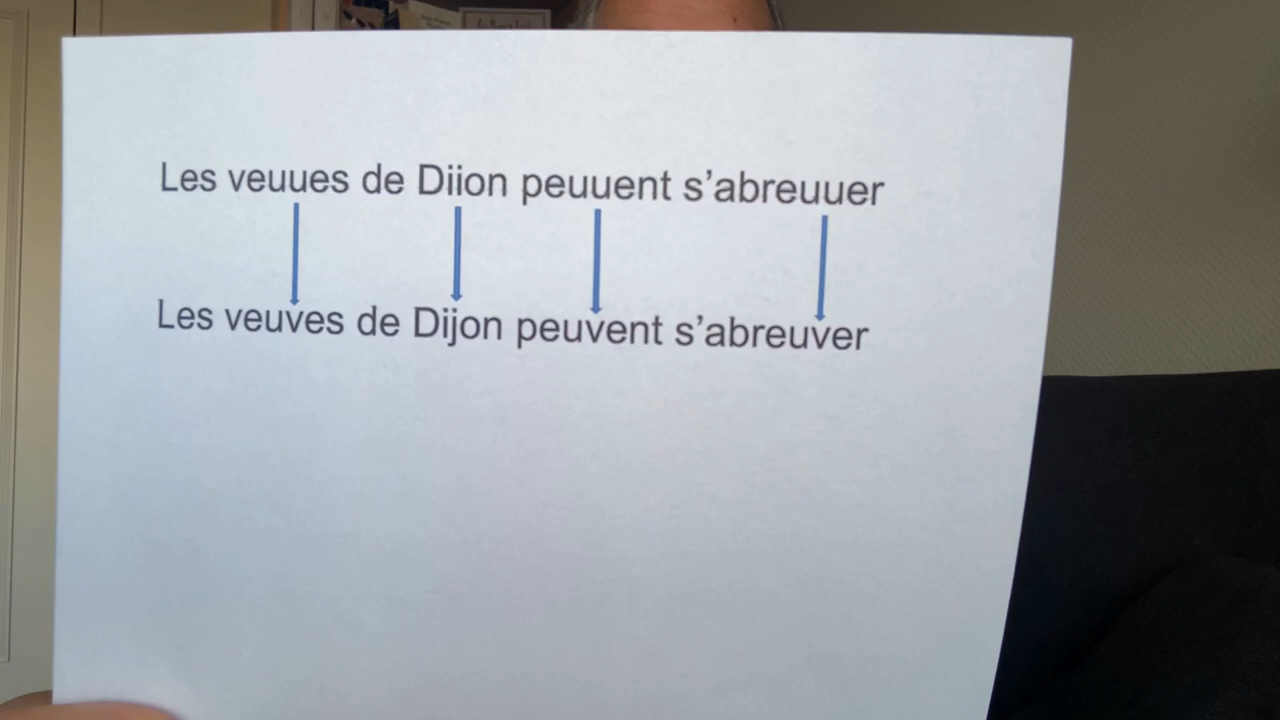 Les veuues de Diion peuuent s’abreuuer
Les veuves de Dijon peuvent s’abreuver